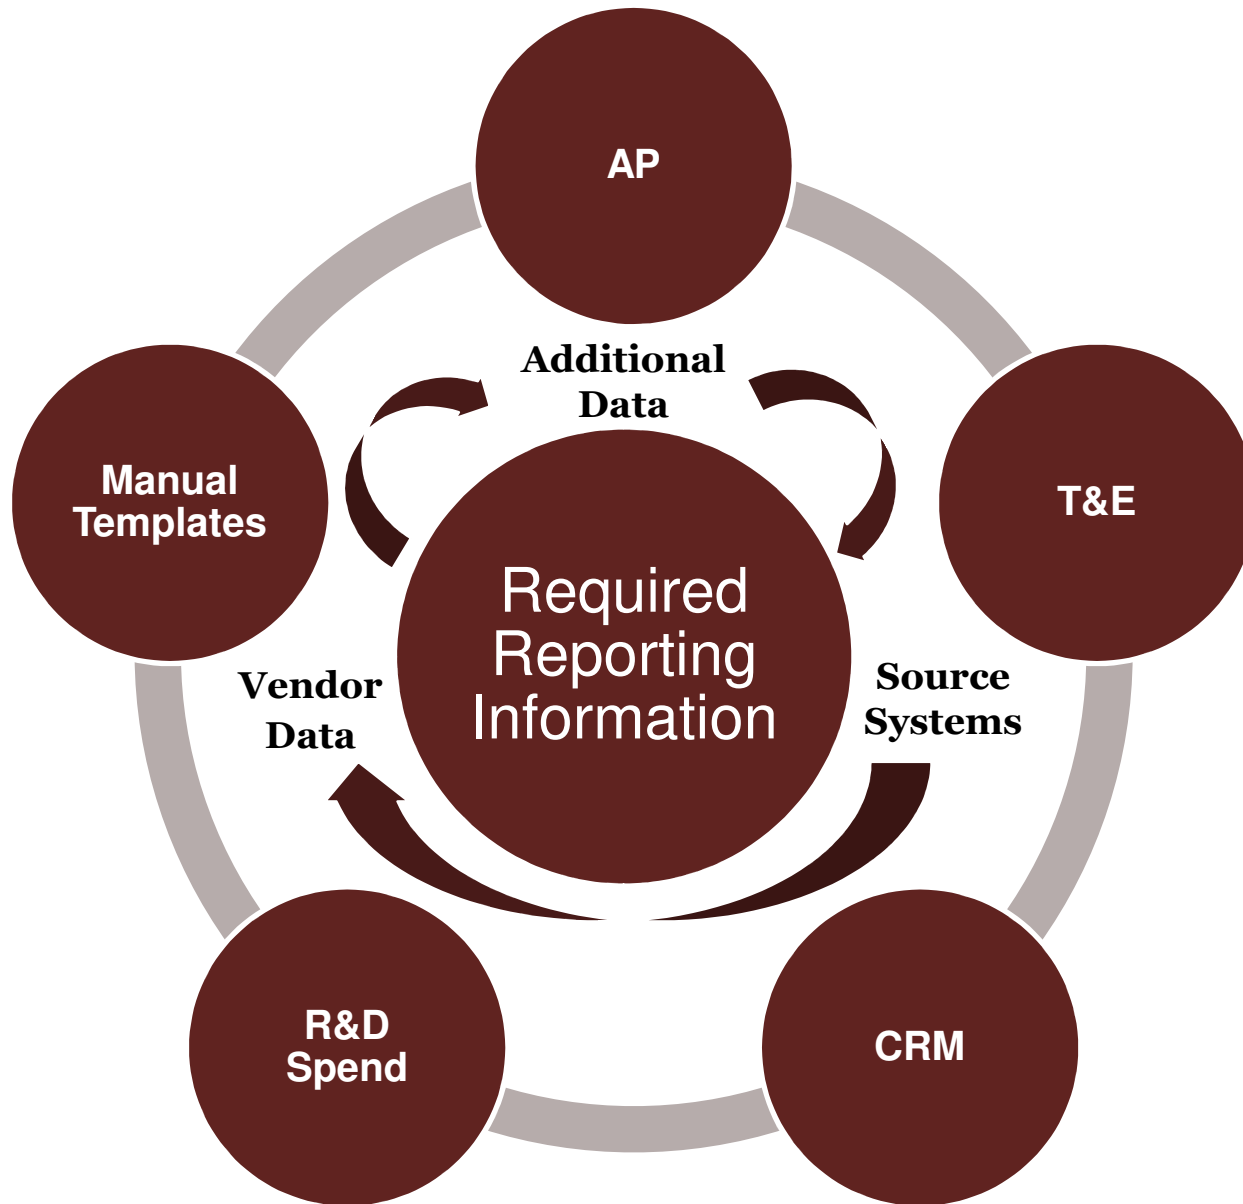 AP
Additional
Data
Manual
Templates
T&E
Required
Reporting
Information
Vendor
Data
Source
Systems
R&D
Spend
CRM